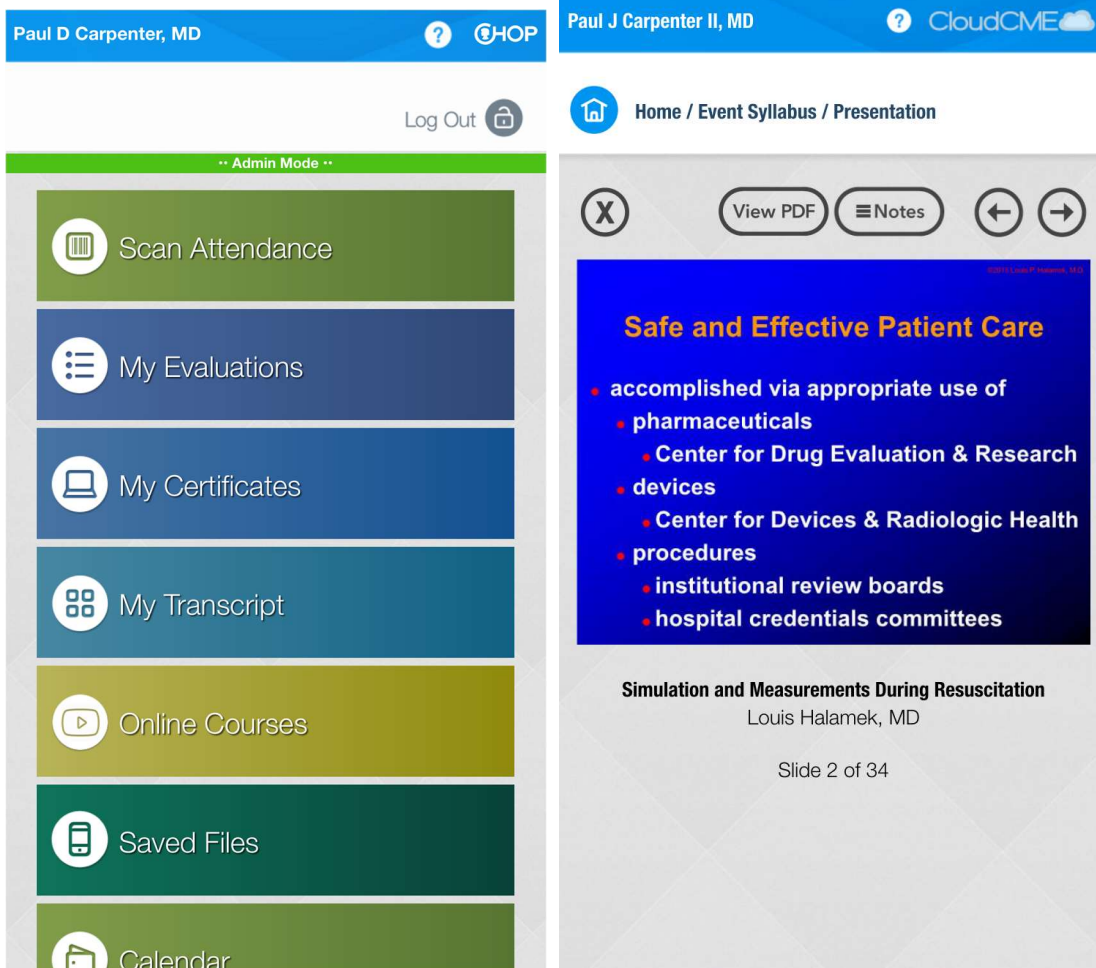 Paul D Carpenter, MD
?
CHOP
Log Out
•• Admin Mode ••
Scan Attendance
My Evaluations
My Certificates
My Transcript
Online Courses
Saved Files
Calendar
Paul J Carpenter II, MD
?
CloudCME
Home / Event Syllabus / Presentation
X
View PDF
Notes
Safe and Effective Patient Care
• accomplished via appropriate use of
• pharmaceuticals
• Center for Drug Evaluation & Research
• devices
• Center for Devices & Radiologic Health
• procedures
• institutional review boards
• hospital credentials committees
Simulation and Measurements During Resuscitation
Louis Halamek, MD
Slide 2 of 34